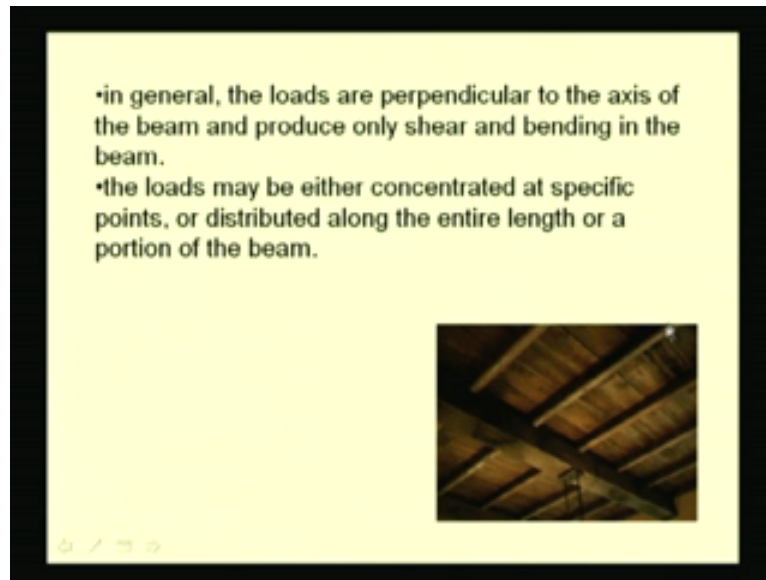 •in general, the loads are perpendicular to the axis of
the beam and produce only shear and bending in the
beam.
•the loads may be either concentrated at specific
points, or distributed along the entire length or a
portion of the beam.